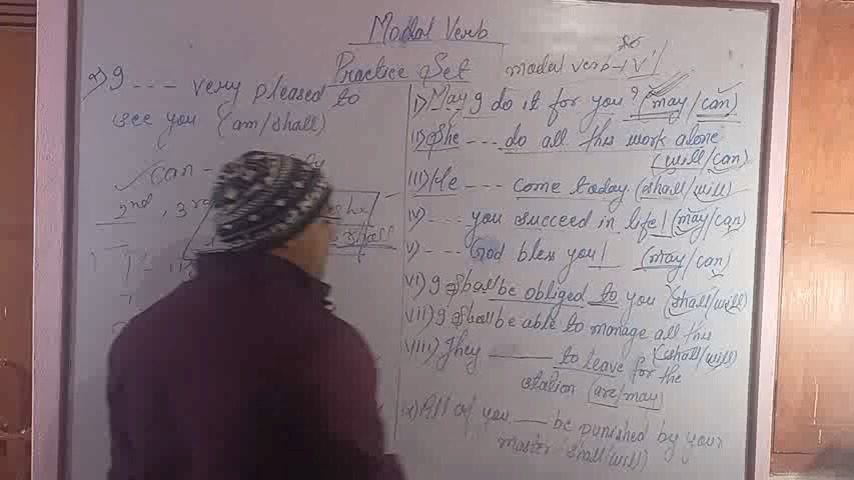 Modal Verb
Practice Set
modal verb + V'
x) I --- very pleased to
see you (am/shall)
can -
2nd, 3r
shall
i) May I do it for you? (may/can)
ii) She --- do all this work alone
(will/can)
iii) He --- come today (shall/will)
iv) ---- you succeed in life! (may/can)
v) ---- God bless you! (may/can)
vi) I shall be obliged to you (shall/will)
vii) I shall be able to manage all this
(shall/will)
viii) They ____ to leave for the
station (are/may)
ix) All of you ___ be punished by your
master (shall/will)